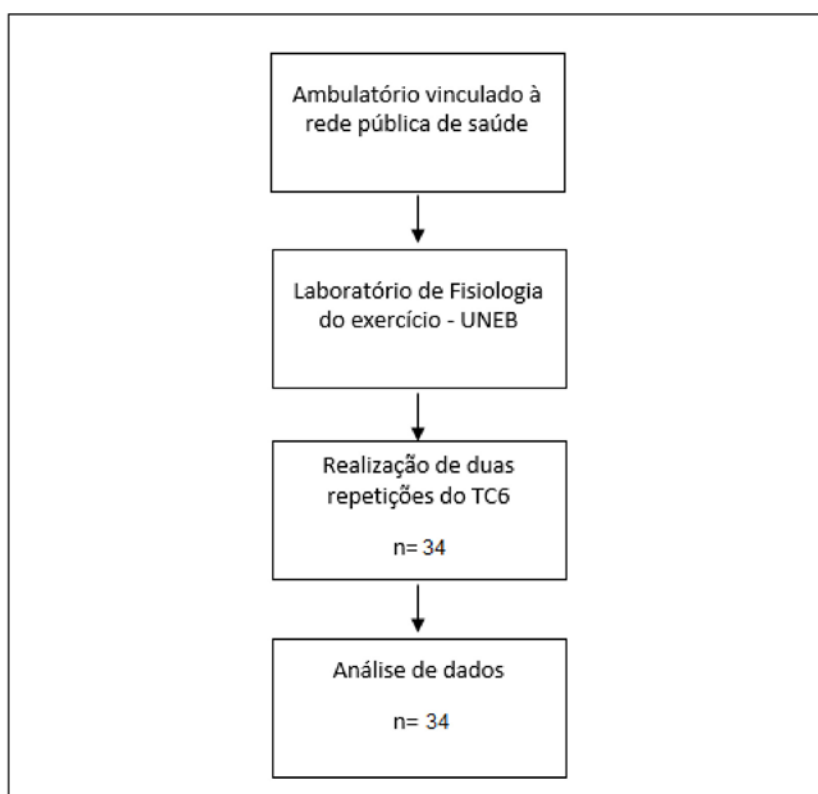 Ambulatório vinculado à
rede pública de saúde
Laboratório de Fisiologia
do exercício - UNEB
Realização de duas
repetições do TC6
n= 34
Análise de dados
n= 34